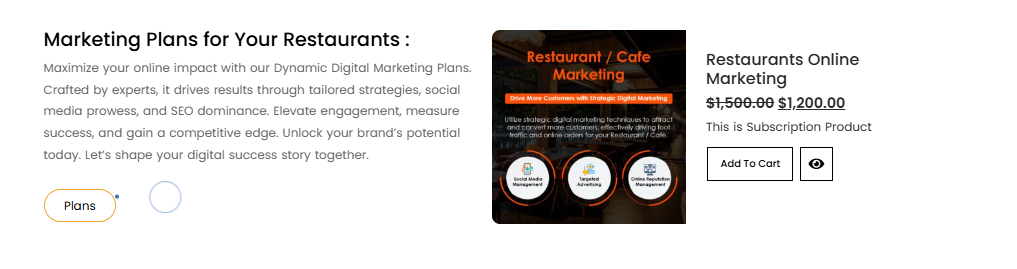 Marketing Plans for Your Restaurants :
Maximize your online impact with our Dynamic Digital Marketing Plans.
Crafted by experts, it drives results through tailored strategies, social
media prowess, and SEO dominance. Elevate engagement, measure
success, and gain a competitive edge. Unlock your brand's potential
today. Let's shape your digital success story together.
Plans
Restaurant / Cafe
Marketing
Drive More Customers with Strategic Digital Marketing
Utilize strategic digital marketing techniques to attract
and convert more customers, effectively driving foot
traffic and online orders for your Restaurant / Cafe.
Social Media
Management
Targeted
Advertising
Online Reputation
Management
Restaurants Online
Marketing
$1,500.00 $1,200.00
This is Subscription Product
Add To Cart